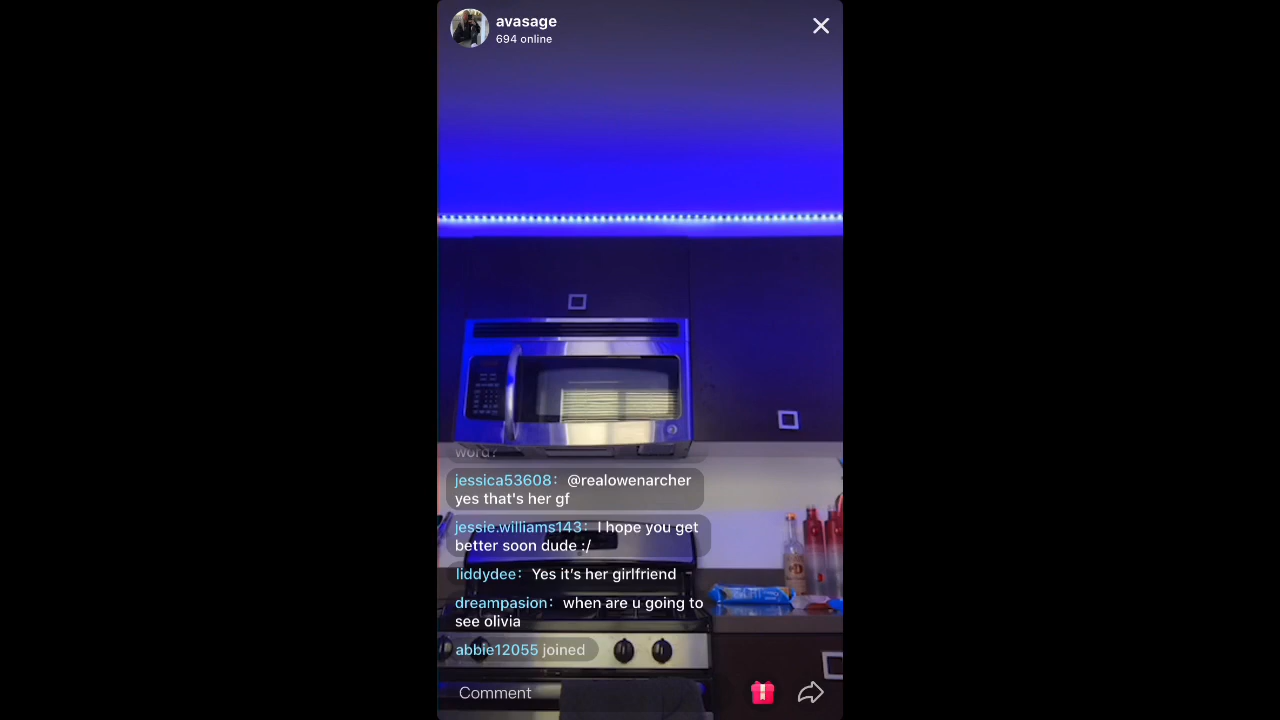 avasage
694 online
word?
jessica53608: @realowenarcher
yes that's her gf
jessie.williams143: I hope you get
better soon dude :/
liddydee: Yes it's her girlfriend
dreampasion: when are u going to
see olivia
abbie12055 joined
Comment